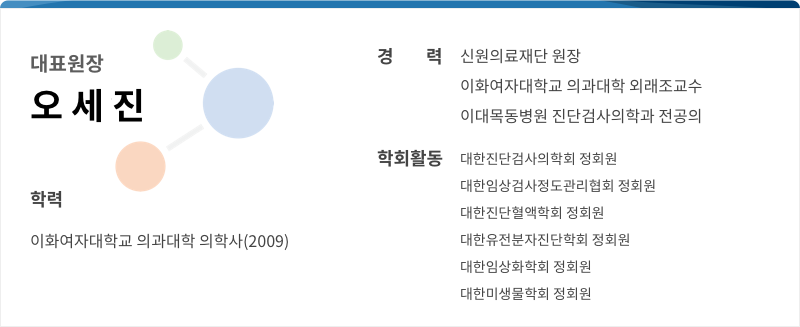 대표원장
오 세 진
학력
이화여자대학교 의과대학 의학사(2009)
경 력
신원의료재단 원장
이화여자대학교 의과대학 외래조교수
이대목동병원 진단검사의학과 전공의
학회활동
대한진단검사의학회 정회원
대한임상검사정도관리협회 정회원
대한진단혈액학회 정회원
대한유전분자진단학회 정회원
대한임상화학회 정회원
대한미생물학회 정회원